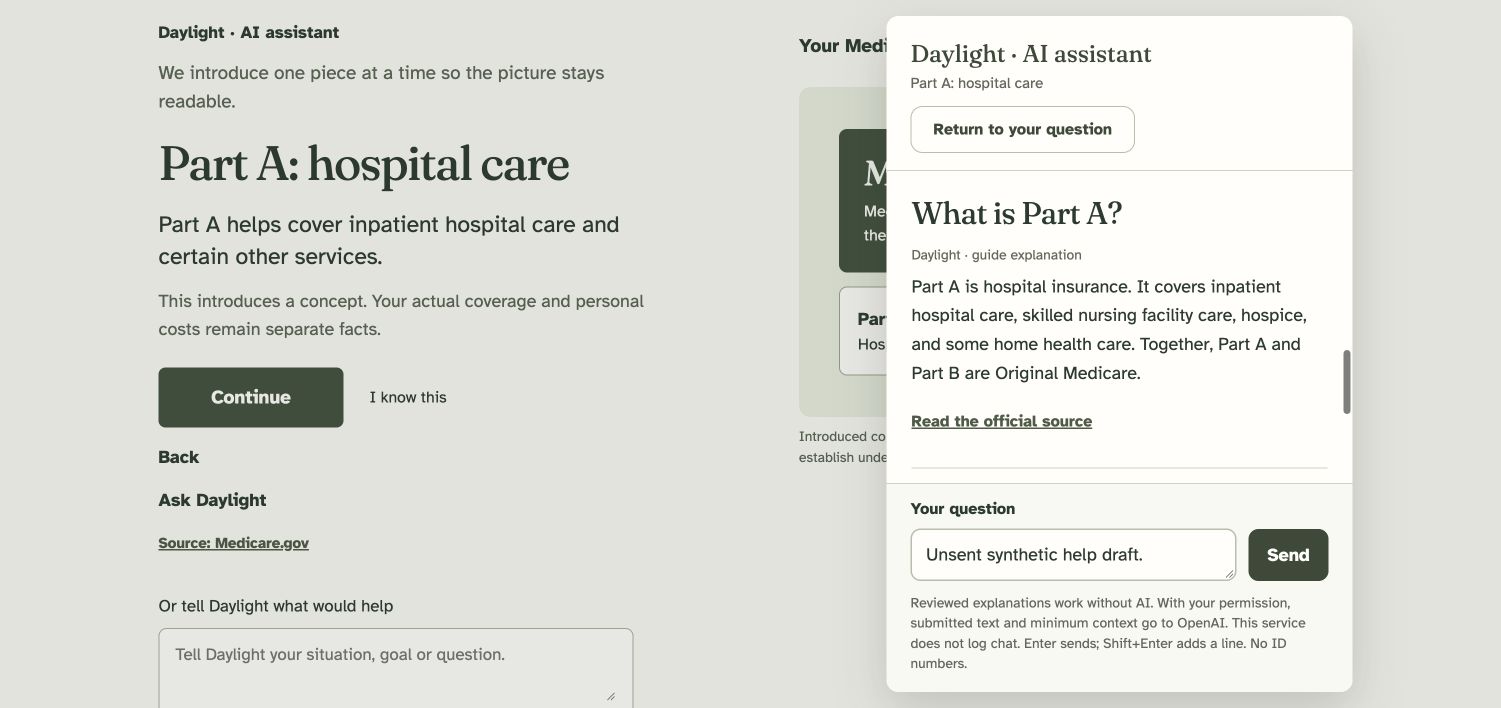 Daylight · AI assistant
We introduce one piece at a time so the picture stays
readable.
Part A: hospital care
Part A helps cover inpatient hospital care and
certain other services.
This introduces a concept. Your actual coverage and personal
costs remain separate facts.
Continue
I know this
Back
Ask Daylight
Source: Medicare.gov
Or tell Daylight what would help
Tell Daylight your situation, goal or question.
Your Medi
M
Me
the
Par
Hos
Introduced co
establish unde
Daylight · AI assistant
Part A: hospital care
Return to your question
What is Part A?
Daylight · guide explanation
Part A is hospital insurance. It covers inpatient
hospital care, skilled nursing facility care, hospice,
and some home health care. Together, Part A and
Part B are Original Medicare.
Read the official source
Your question
Unsent synthetic help draft.
Send
Reviewed explanations work without AI. With your permission,
submitted text and minimum context go to OpenAI. This service
does not log chat. Enter sends; Shift+Enter adds a line. No ID
numbers.